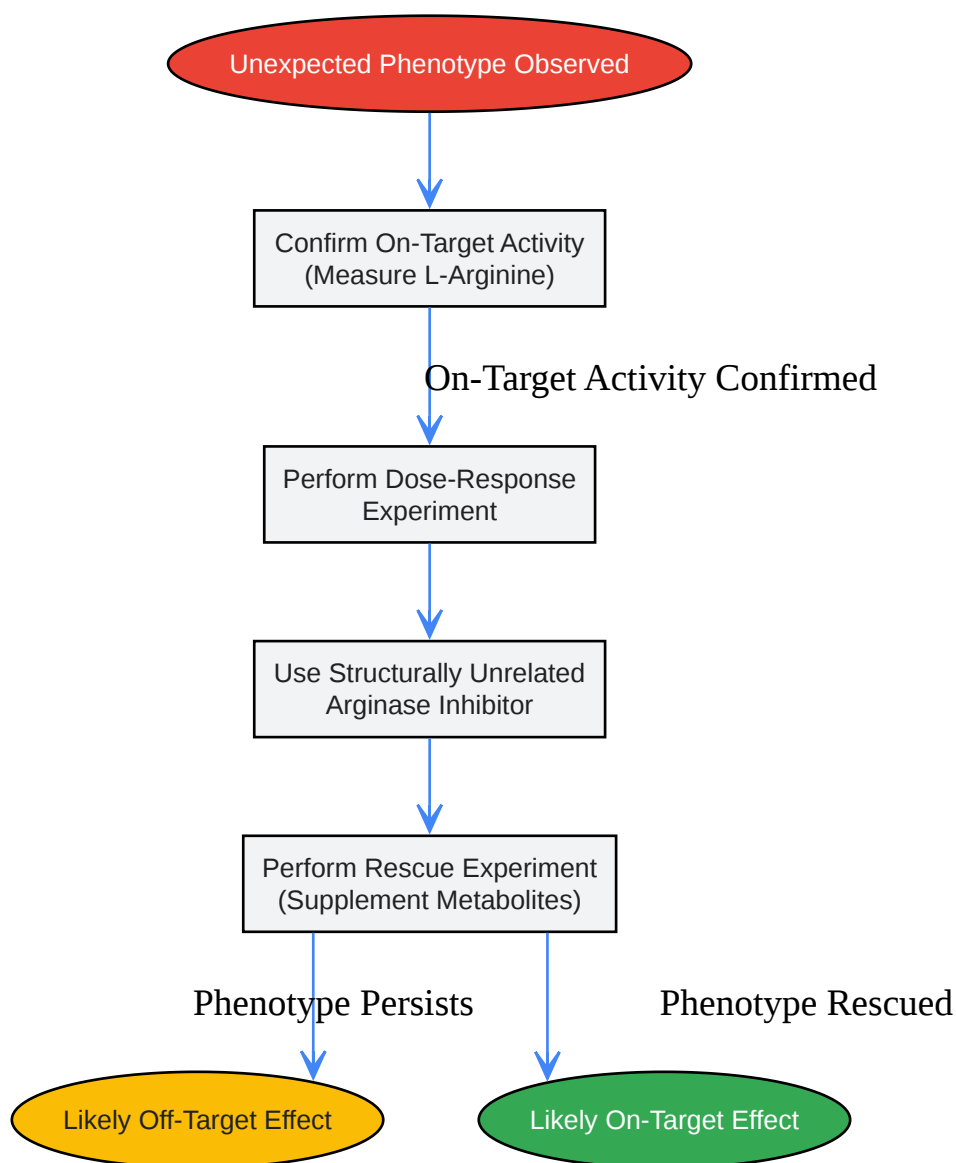 Unexpected Phenotype Observed
Confirm On-Target Activity
(Measure L-Arginine)
On-Target Activity Confirmed
Perform Dose-Response
Experiment
Use Structurally Unrelated
Arginase Inhibitor
Perform Rescue Experiment
(Supplement Metabolites)
Phenotype Persists
Phenotype Rescued
Likely Off-Target Effect
Likely On-Target Effect